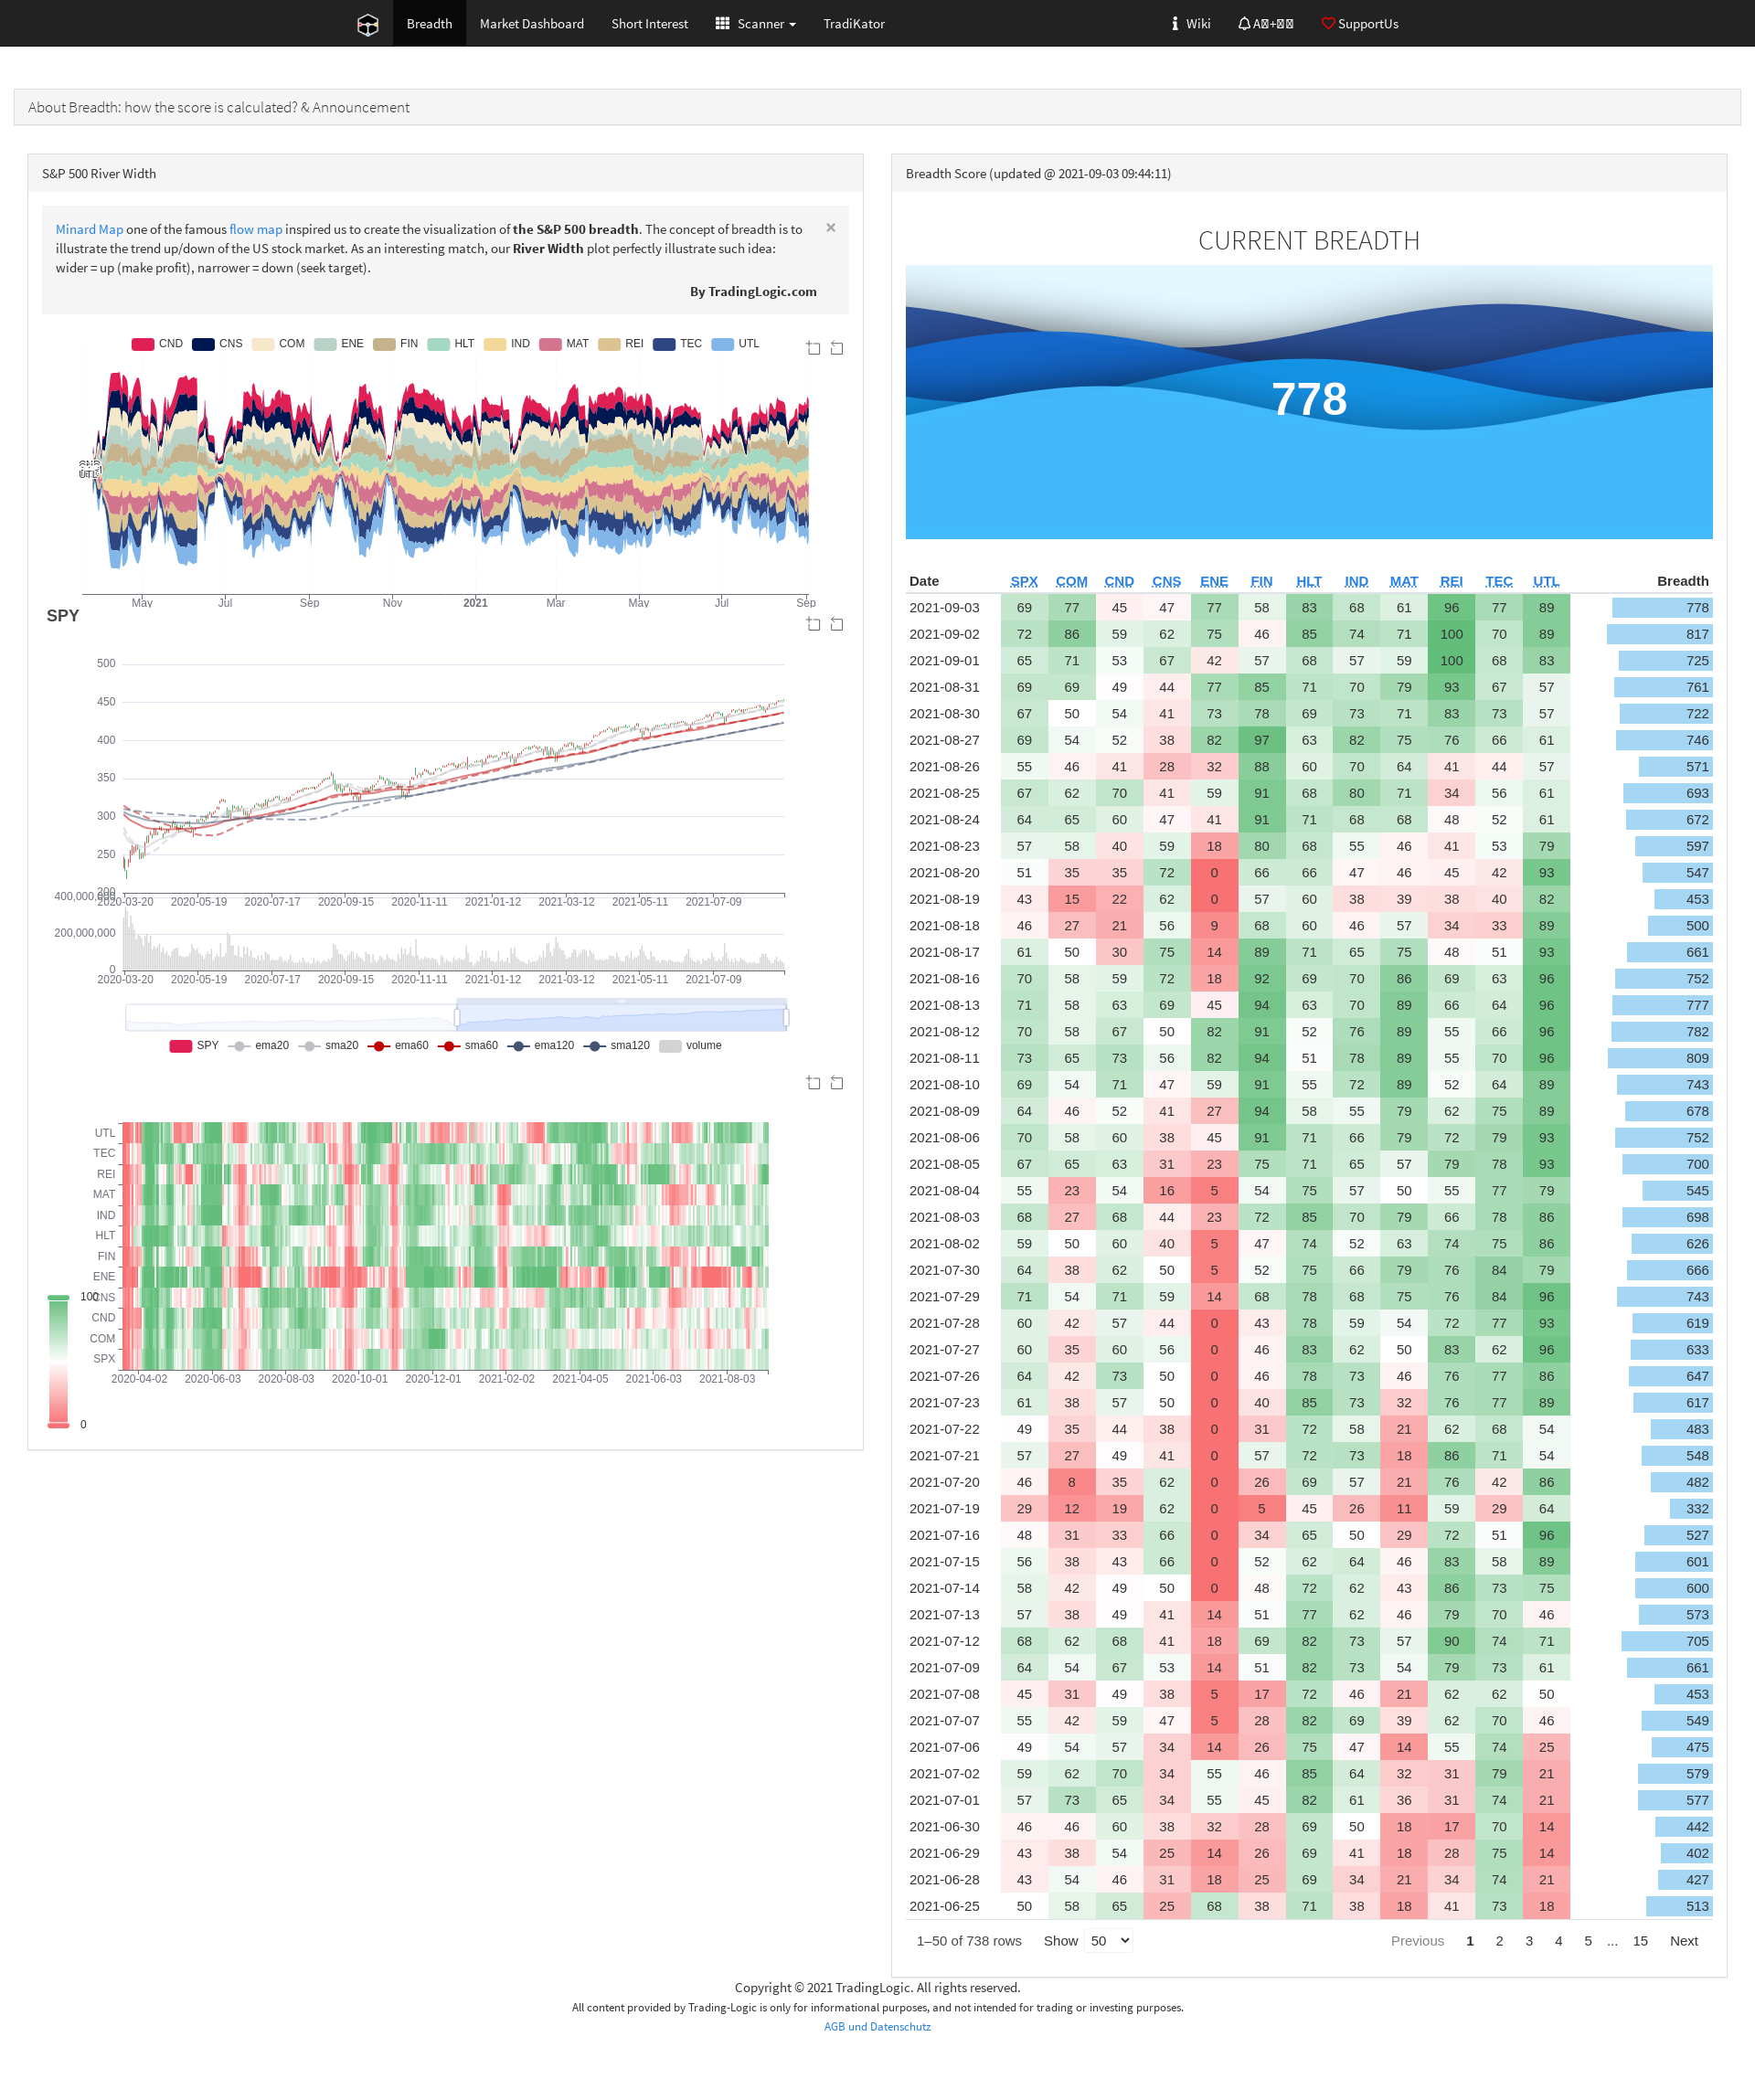 Breadth Market Dashboard Short Interest Scanner TradiKator Wiki SupportUs
About Breadth: how the score is calculated? & Announcement
S&P 500 River Width
Minard Map one of the famous flow map inspired us to create the visualization of the S&P 500 breadth. The concept of breadth is to
illustrate the trend up/down of the US stock market. As an interesting match, our River Width plot perfectly illustrate such idea:
wider = up (make profit), narrower = down (seek target).
×
By TradingLogic.com
CND CNS COM ENE FIN HLT IND MAT REI TEC UTL
UTL
May Jul Sep Nov 2021 Mar May Jul Sep
SPY
500
450
400
350
300
250
200
2020-03-20 2020-05-19 2020-07-17 2020-09-15 2020-11-11 2021-01-12 2021-03-12 2021-05-11 2021-07-09
400,000,000
200,000,000
0
2020-03-20 2020-05-19 2020-07-17 2020-09-15 2020-11-11 2021-01-12 2021-03-12 2021-05-11 2021-07-09
SPY ema20 sma20 ema60 sma60 ema120 sma120 volume
UTL
TEC
REI
MAT
IND
HLT
FIN
ENE
CNS
CND
COM
SPX
100
0
2020-04-02 2020-06-03 2020-08-03 2020-10-01 2020-12-01 2021-02-02 2021-04-05 2021-06-03 2021-08-03
Breadth Score (updated @ 2021-09-03 09:44:11)
CURRENT BREADTH
778
Date SPX COM CND CNS ENE FIN HLT IND MAT REI TEC UTL Breadth
2021-09-03 69 77 45 47 77 58 83 68 61 96 77 89 778
2021-09-02 72 86 59 62 75 46 85 74 71 100 70 89 817
2021-09-01 65 71 53 67 42 57 68 57 59 100 68 83 725
2021-08-31 69 69 49 44 77 85 71 70 79 93 67 57 761
2021-08-30 67 50 54 41 73 78 69 73 71 83 73 57 722
2021-08-27 69 54 52 38 82 97 63 82 75 76 66 61 746
2021-08-26 55 46 41 28 32 88 60 70 64 41 44 57 571
2021-08-25 67 62 70 41 59 91 68 80 71 34 56 61 693
2021-08-24 64 65 60 47 41 91 71 68 68 48 52 61 672
2021-08-23 57 58 40 59 18 80 68 55 46 41 53 79 597
2021-08-20 51 35 35 72 0 66 66 47 46 45 42 93 547
2021-08-19 43 15 22 62 0 57 60 38 39 38 40 82 453
2021-08-18 46 27 21 56 9 68 60 46 57 34 33 89 500
2021-08-17 61 50 30 75 14 89 71 65 75 48 51 93 661
2021-08-16 70 58 59 72 18 92 69 70 86 69 63 96 752
2021-08-13 71 58 63 69 45 94 63 70 89 66 64 96 777
2021-08-12 70 58 67 50 82 91 52 76 89 55 66 96 782
2021-08-11 73 65 73 56 82 94 51 78 89 55 70 96 809
2021-08-10 69 54 71 47 59 91 55 72 89 52 64 89 743
2021-08-09 64 46 52 41 27 94 58 55 79 62 75 89 678
2021-08-06 70 58 60 38 45 91 71 66 79 72 79 93 752
2021-08-05 67 65 63 31 23 75 71 65 57 79 78 93 700
2021-08-04 55 23 54 16 5 54 75 57 50 55 77 79 545
2021-08-03 68 27 68 44 23 72 85 70 79 66 78 86 698
2021-08-02 59 50 60 40 5 47 74 52 63 74 75 86 626
2021-07-30 64 38 62 50 5 52 75 66 79 76 84 79 666
2021-07-29 71 54 71 59 14 68 78 68 75 76 84 96 743
2021-07-28 60 42 57 44 0 43 78 59 54 72 77 93 619
2021-07-27 60 35 60 56 0 46 83 62 50 83 62 96 633
2021-07-26 64 42 73 50 0 46 78 73 46 76 77 86 647
2021-07-23 61 38 57 50 0 40 85 73 32 76 77 89 617
2021-07-22 49 35 44 38 0 31 72 58 21 62 68 54 483
2021-07-21 57 27 49 41 0 57 72 73 18 86 71 54 548
2021-07-20 46 8 35 62 0 26 69 57 21 76 42 86 482
2021-07-19 29 12 19 62 0 5 45 26 11 59 29 64 332
2021-07-16 48 31 33 66 0 34 65 50 29 72 51 96 527
2021-07-15 56 38 43 66 0 52 62 64 46 83 58 89 601
2021-07-14 58 42 49 50 0 48 72 62 43 86 73 75 600
2021-07-13 57 38 49 41 14 51 77 62 46 79 70 46 573
2021-07-12 68 62 68 41 18 69 82 73 57 90 74 71 705
2021-07-09 64 54 67 53 14 51 82 73 54 79 73 61 661
2021-07-08 45 31 49 38 5 17 72 46 21 62 62 50 453
2021-07-07 55 42 59 47 5 28 82 69 39 62 70 46 549
2021-07-06 49 54 57 34 14 26 75 47 14 55 74 25 475
2021-07-02 59 62 70 34 55 46 85 64 32 31 79 21 579
2021-07-01 57 73 65 34 55 45 82 61 36 31 74 21 577
2021-06-30 46 46 60 38 32 28 69 50 18 17 70 14 442
2021-06-29 43 38 54 25 14 26 69 41 18 28 75 14 402
2021-06-28 43 54 46 31 18 25 69 34 21 34 74 21 427
2021-06-25 50 58 65 25 68 38 71 38 18 41 73 18 513
1–50 of 738 rows Show 50 Previous 1 2 3 4 5 ... 15 Next
Copyright © 2021 TradingLogic. All rights reserved.
All content provided by Trading-Logic is only for informational purposes, and not intended for trading or investing purposes.
AGB und Datenschutz